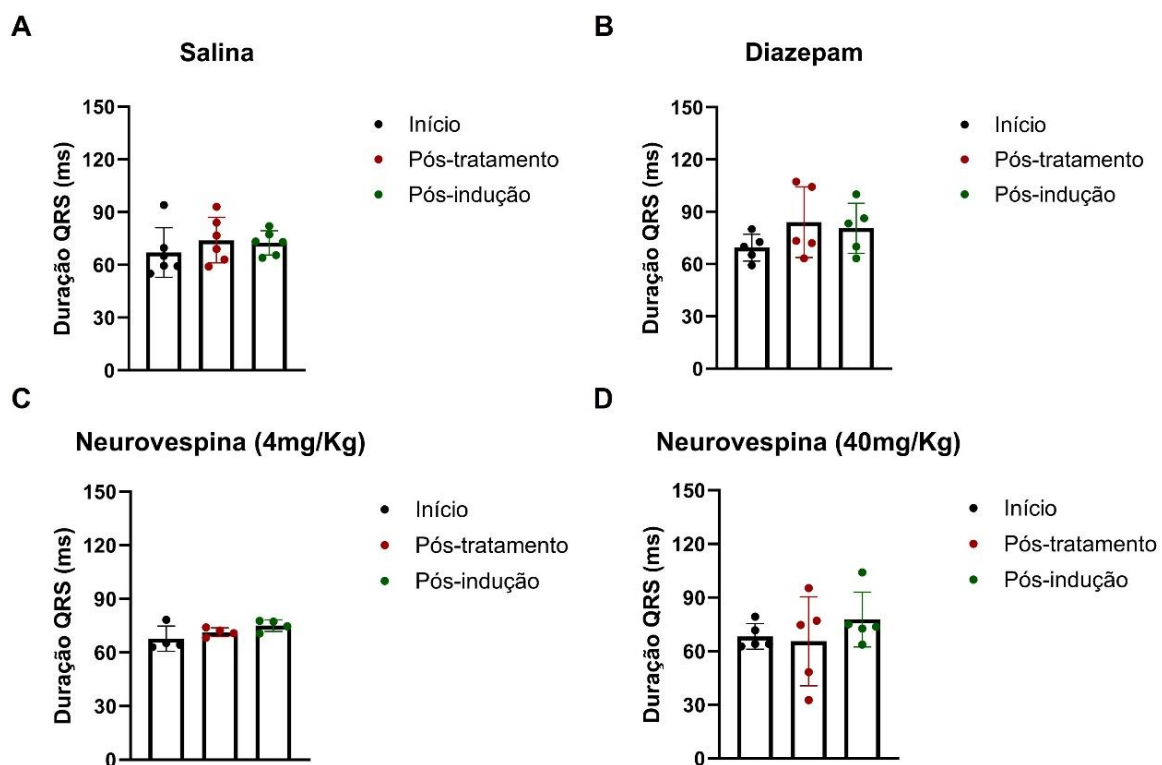 A
Salina
Duração QRS (ms)
150
120
90
60
30
0
Início
Pós-tratamento
Pós-indução
B
Diazepam
Duração QRS (ms)
150
120
90
60
30
0
Início
Pós-tratamento
Pós-indução
C
Neurovespina (4mg/Kg)
Duração QRS (ms)
150
120
90
60
30
0
Início
Pós-tratamento
Pós-indução
D
Neurovespina (40mg/Kg)
Duração QRS (ms)
150
120
90
60
30
0
Início
Pós-tratamento
Pós-indução